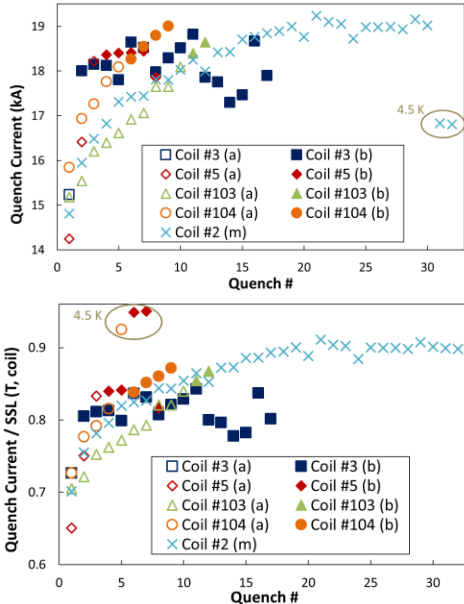 Quench Current (kA)
20
19
18
17
16
15
14
4.5 K
Coil #3 (a) Coil #3 (b)
Coil #5 (a) Coil #5 (b)
Coil #103 (a) Coil #103 (b)
Coil #104 (a) Coil #104 (b)
Coil #2 (m)
0 5 10 15 20 25 30
Quench #
Quench Current / SSL (T, coil)
4.5 K
0.9
0.8
0.7
0.6
Coil #3 (a) Coil #3 (b)
Coil #5 (a) Coil #5 (b)
Coil #103 (a) Coil #103 (b)
Coil #104 (a) Coil #104 (b)
Coil #2 (m)
0 5 10 15 20 25 30
Quench #